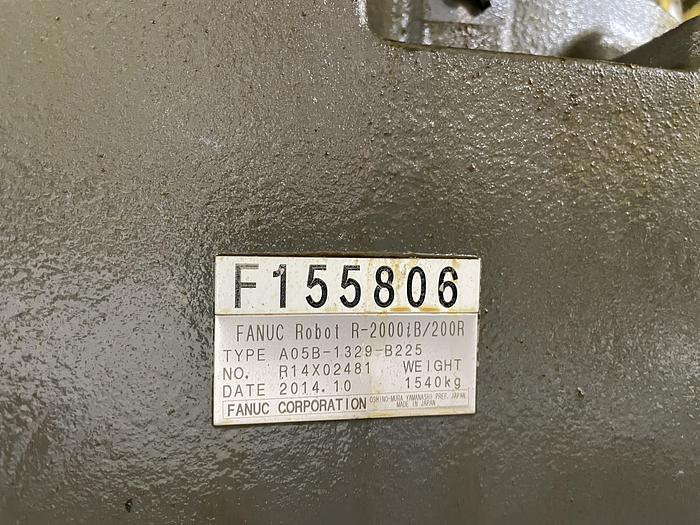 F155806
FANUC Robot R-2000iB/200R
TYPE A05B-1329-B225
NO. R14X02481 WEIGHT
DATE 2014.10 1540kg
FANUC CORPORATION OSHINO-MURA YAMANASHI PREF. JAPAN
MADE IN JAPAN